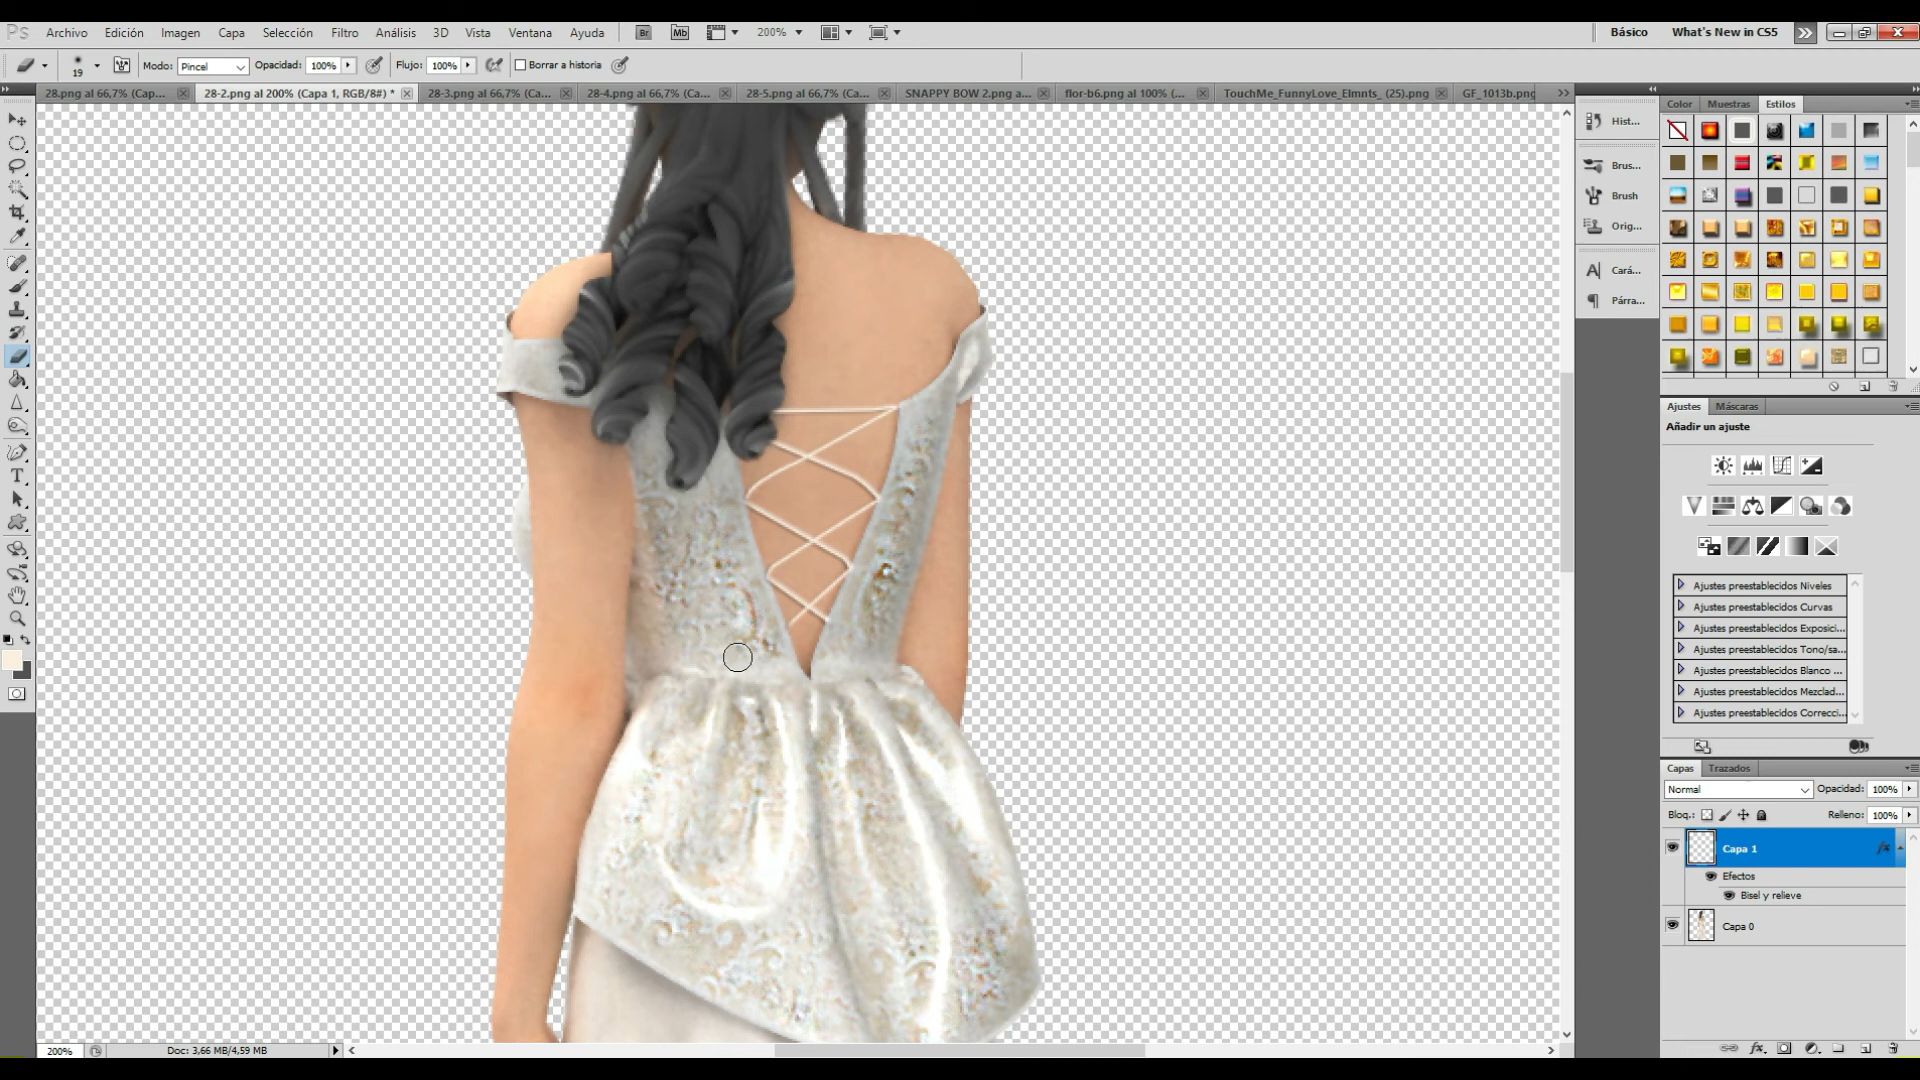 Ps Archivo Edición Imagen Capa Selección Filtro Análisis 3D Vista Ventana Ayuda Br Mb 200% Básico What's New in CS5
19 Modo: Pincel Opacidad: 100% Flujo: 100% Borrar a historia
28.png al 66,7% (Cap... 28-2.png al 200% (Capa 1, RGB/8#) * 28-3.png al 66,7% (Ca... 28-4.png al 66,7% (Ca... 28-5.png al 66,7% (Ca... SNAPPY BOW 2.png a... flor-b6.png al 100% (... TouchMe_FunnyLove_Elmnts_ (25).png GF_1013b.png
Color Muestras Estilos
Hist...
Brus...
Brush
Orig...
Cará...
Párra...
Ajustes Máscaras
Añadir un ajuste
Ajustes preestablecidos Niveles
Ajustes preestablecidos Curvas
Ajustes preestablecidos Exposici...
Ajustes preestablecidos Tono/sa...
Ajustes preestablecidos Blanco ...
Ajustes preestablecidos Mezclad...
Ajustes preestablecidos Correcci...
Capas Trazados
Normal Opacidad: 100%
Bloq.: Relleno: 100%
Capa 1 fx
Efectos
Bisel y relieve
Capa 0
200% Doc: 3,66 MB/4,59 MB